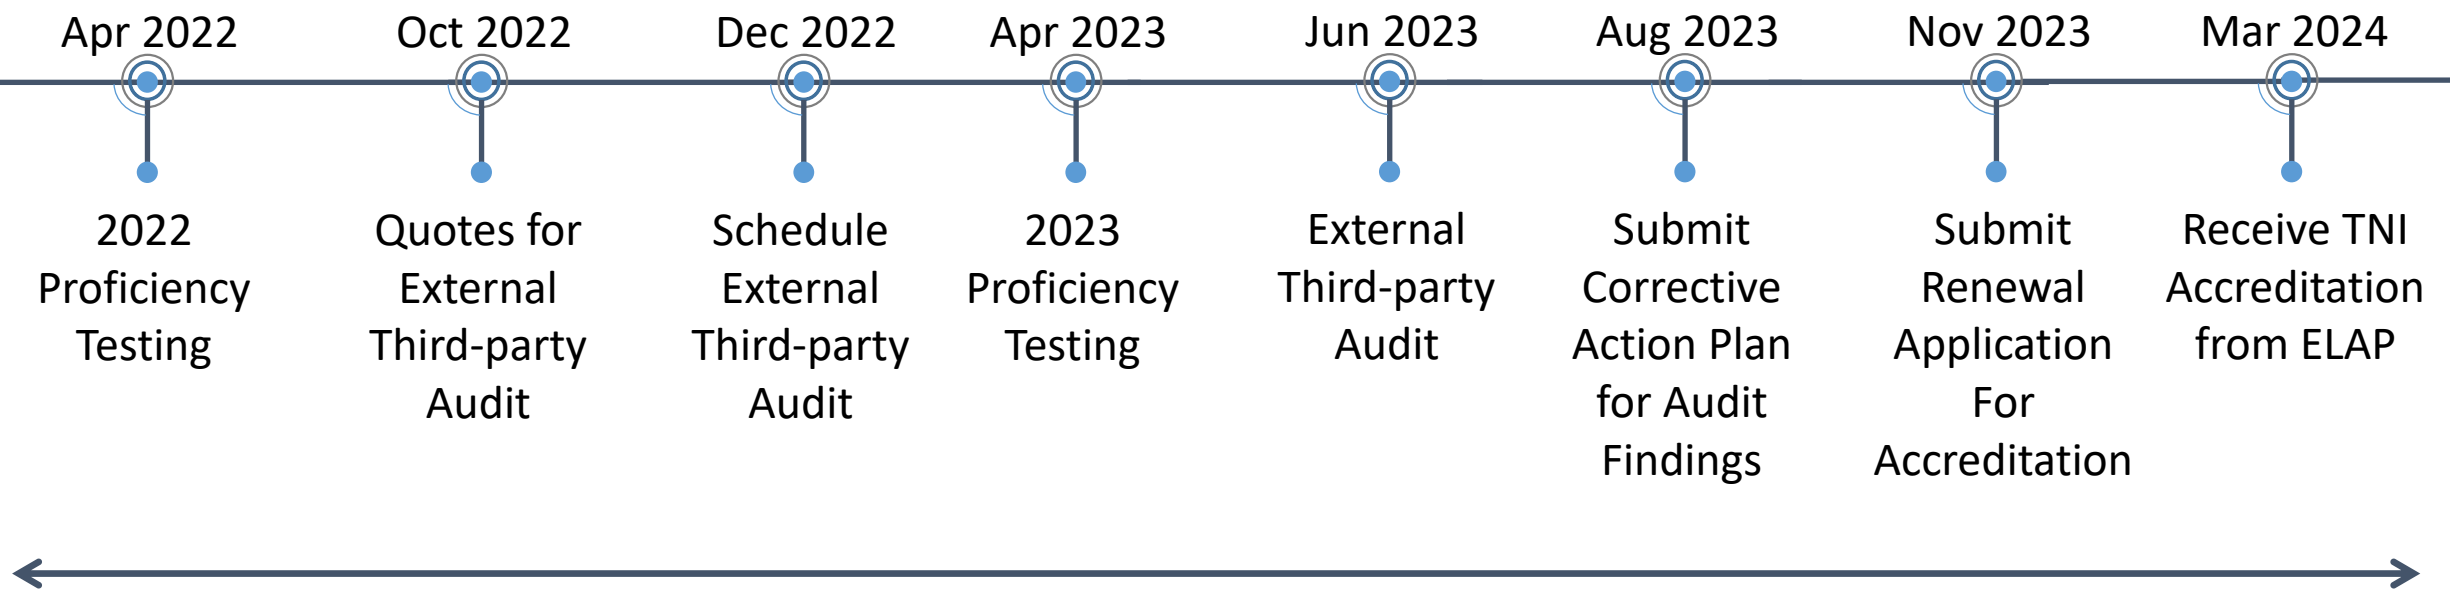 Apr 2022
Oct 2022
Dec 2022
Apr 2023
Jun 2023
Aug 2023
Nov 2023
Mar 2024
2022
Proficiency
Testing
Quotes for
External
Third-party
Audit
Schedule
External
Third-party
Audit
2023
Proficiency
Testing
External
Third-party
Audit
Submit
Corrective
Action Plan
for Audit
Findings
Submit
Renewal
Application
For
Accreditation
Receive TNI
Accreditation
from ELAP